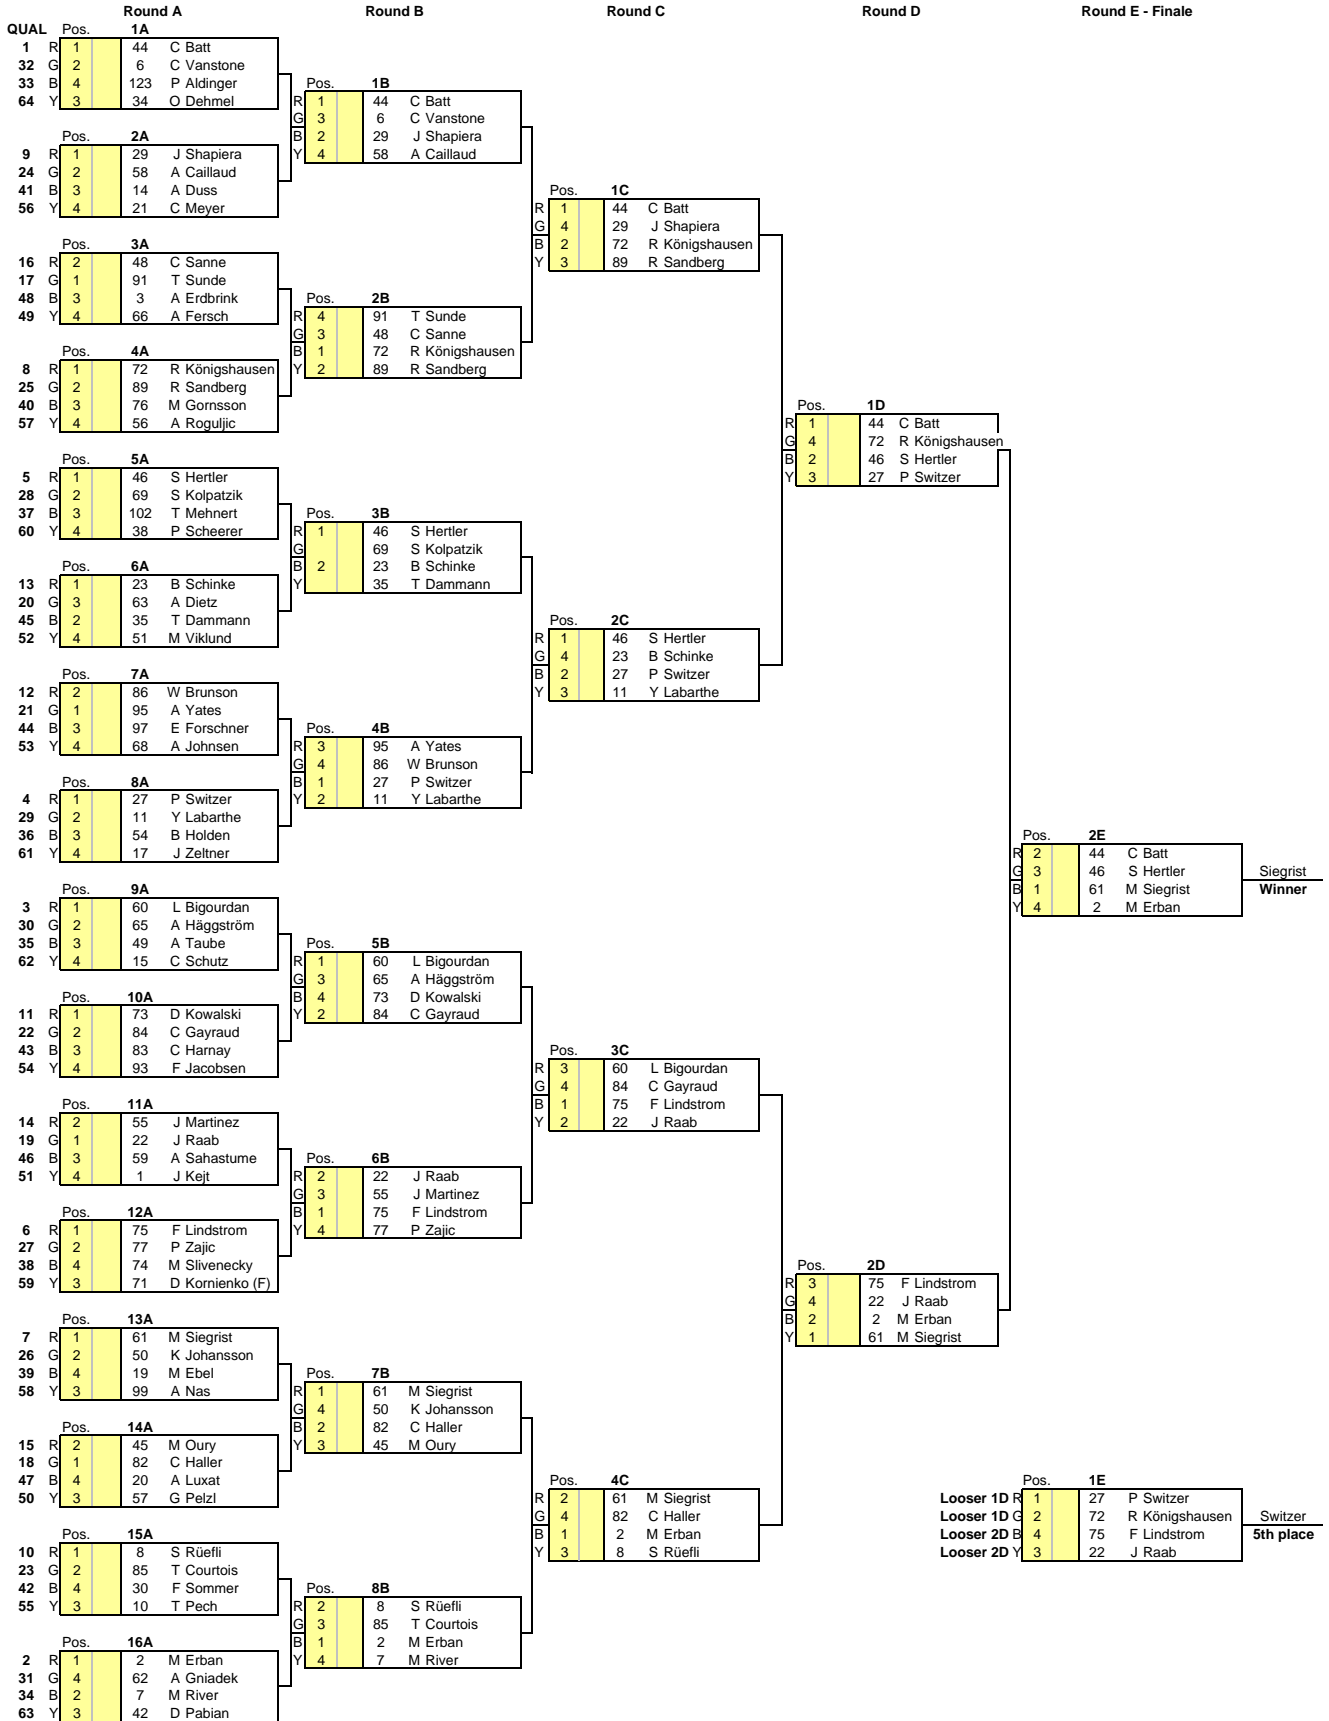 Round A Round B Round C Round D Round E - Finale
QUAL Pos. 1A
1 R 1 44 C Batt
32 G 2 6 C Vanstone
33 B 4 123 P Aldinger
64 Y 3 34 O Dehmel
Pos. 2A
9 R 1 29 J Shapiera
24 G 2 58 A Caillaud
41 B 3 14 A Duss
56 Y 4 21 C Meyer
Pos. 3A
16 R 2 48 C Sanne
17 G 1 91 T Sunde
48 B 3 3 A Erdbrink
49 Y 4 66 A Fersch
Pos. 4A
8 R 1 72 R Königshausen
25 G 2 89 R Sandberg
40 B 3 76 M Gornsson
57 Y 4 56 A Roguljic
Pos. 5A
5 R 1 46 S Hertler
28 G 2 69 S Kolpatzik
37 B 3 102 T Mehnert
60 Y 4 38 P Scheerer
Pos. 6A
13 R 1 23 B Schinke
20 G 3 63 A Dietz
45 B 2 35 T Dammann
52 Y 4 51 M Viklund
Pos. 7A
12 R 2 86 W Brunson
21 G 1 95 A Yates
44 B 3 97 E Forschner
53 Y 4 68 A Johnsen
Pos. 8A
4 R 1 27 P Switzer
29 G 2 11 Y Labarthe
36 B 3 54 B Holden
61 Y 4 17 J Zeltner
Pos. 9A
3 R 1 60 L Bigourdan
30 G 2 65 A Häggström
35 B 3 49 A Taube
62 Y 4 15 C Schutz
Pos. 10A
11 R 1 73 D Kowalski
22 G 2 84 C Gayraud
43 B 3 83 C Harnay
54 Y 4 93 F Jacobsen
Pos. 11A
14 R 2 55 J Martinez
19 G 1 22 J Raab
46 B 3 59 A Sahastume
51 Y 4 1 J Kejt
Pos. 12A
6 R 1 75 F Lindstrom
27 G 2 77 P Zajic
38 B 4 74 M Slivenecky
59 Y 3 71 D Kornienko (F)
Pos. 13A
7 R 1 61 M Siegrist
26 G 2 50 K Johansson
39 B 4 19 M Ebel
58 Y 3 99 A Nas
Pos. 14A
15 R 2 45 M Oury
18 G 1 82 C Haller
47 B 4 20 A Luxat
50 Y 3 57 G Pelzl
Pos. 15A
10 R 1 8 S Rüefli
23 G 2 85 T Courtois
42 B 4 30 F Sommer
55 Y 3 10 T Pech
Pos. 16A
2 R 1 2 M Erban
31 G 4 62 A Gniadek
34 B 2 7 M River
63 Y 3 42 D Pabian
Pos. 1B
R 1 44 C Batt
G 3 6 C Vanstone
B 2 29 J Shapiera
Y 4 58 A Caillaud
Pos. 2B
R 4 91 T Sunde
G 3 48 C Sanne
B 1 72 R Königshausen
Y 2 89 R Sandberg
Pos. 3B
R 1 46 S Hertler
G 69 S Kolpatzik
B 2 23 B Schinke
Y 35 T Dammann
Pos. 4B
R 3 95 A Yates
G 4 86 W Brunson
B 1 27 P Switzer
Y 2 11 Y Labarthe
Pos. 5B
R 1 60 L Bigourdan
G 3 65 A Häggström
B 4 73 D Kowalski
Y 2 84 C Gayraud
Pos. 6B
R 2 22 J Raab
G 3 55 J Martinez
B 1 75 F Lindstrom
Y 4 77 P Zajic
Pos. 7B
R 1 61 M Siegrist
G 4 50 K Johansson
B 2 82 C Haller
Y 3 45 M Oury
Pos. 8B
R 2 8 S Rüefli
G 3 85 T Courtois
B 1 2 M Erban
Y 4 7 M River
Pos. 1C
R 1 44 C Batt
G 4 29 J Shapiera
B 2 72 R Königshausen
Y 3 89 R Sandberg
Pos. 2C
R 1 46 S Hertler
G 4 23 B Schinke
B 2 27 P Switzer
Y 3 11 Y Labarthe
Pos. 3C
R 3 60 L Bigourdan
G 4 84 C Gayraud
B 1 75 F Lindstrom
Y 2 22 J Raab
Pos. 4C
R 2 61 M Siegrist
G 4 82 C Haller
B 1 2 M Erban
Y 3 8 S Rüefli
Pos. 1D
R 1 44 C Batt
G 4 72 R Königshausen
B 2 46 S Hertler
Y 3 27 P Switzer
Pos. 2D
R 3 75 F Lindstrom
G 4 22 J Raab
B 2 2 M Erban
Y 1 61 M Siegrist
Pos. 2E
R 2 44 C Batt
G 3 46 S Hertler Siegrist
B 1 61 M Siegrist Winner
Y 4 2 M Erban
Pos. 1E
Looser 1D R 1 27 P Switzer
Looser 1D G 2 72 R Königshausen Switzer
Looser 2D B 4 75 F Lindstrom 5th place
Looser 2D Y 3 22 J Raab